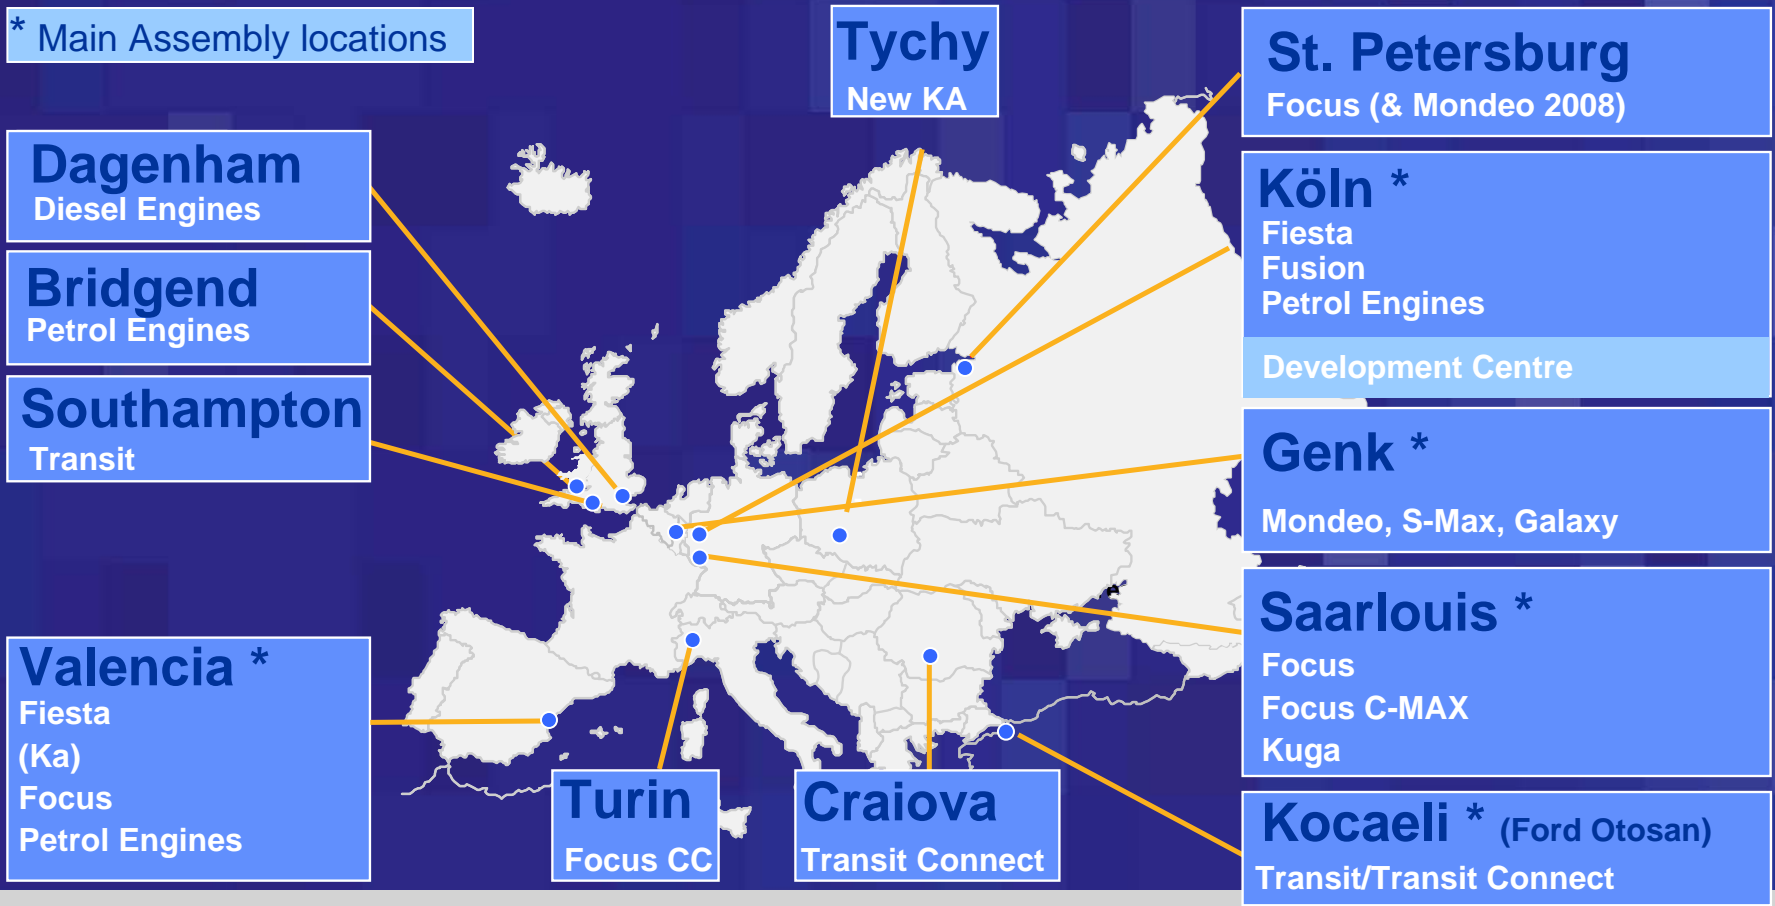 * Main Assembly locations
Dagenham
Diesel Engines
Bridgend
Petrol Engines
Southampton
Transit
Valencia *
Fiesta
(Ka)
Focus
Petrol Engines
Tychy
New KA
Turin
Focus CC
Craiova
Transit Connect
St. Petersburg
Focus (& Mondeo 2008)
Köln *
Fiesta
Fusion
Petrol Engines
Development Centre
Genk *
Mondeo, S-Max, Galaxy
Saarlouis *
Focus
Focus C-MAX
Kuga
Kocaeli * (Ford Otosan)
Transit/Transit Connect